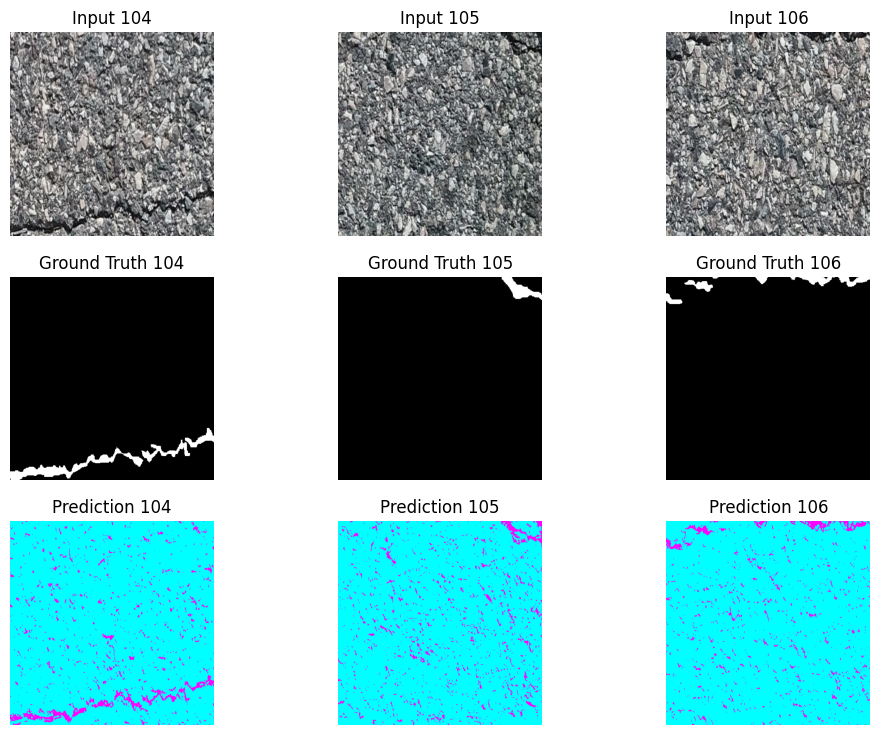 Input 104
Input 105
Input 106
Ground Truth 104
Ground Truth 105
Ground Truth 106
Prediction 104
Prediction 105
Prediction 106